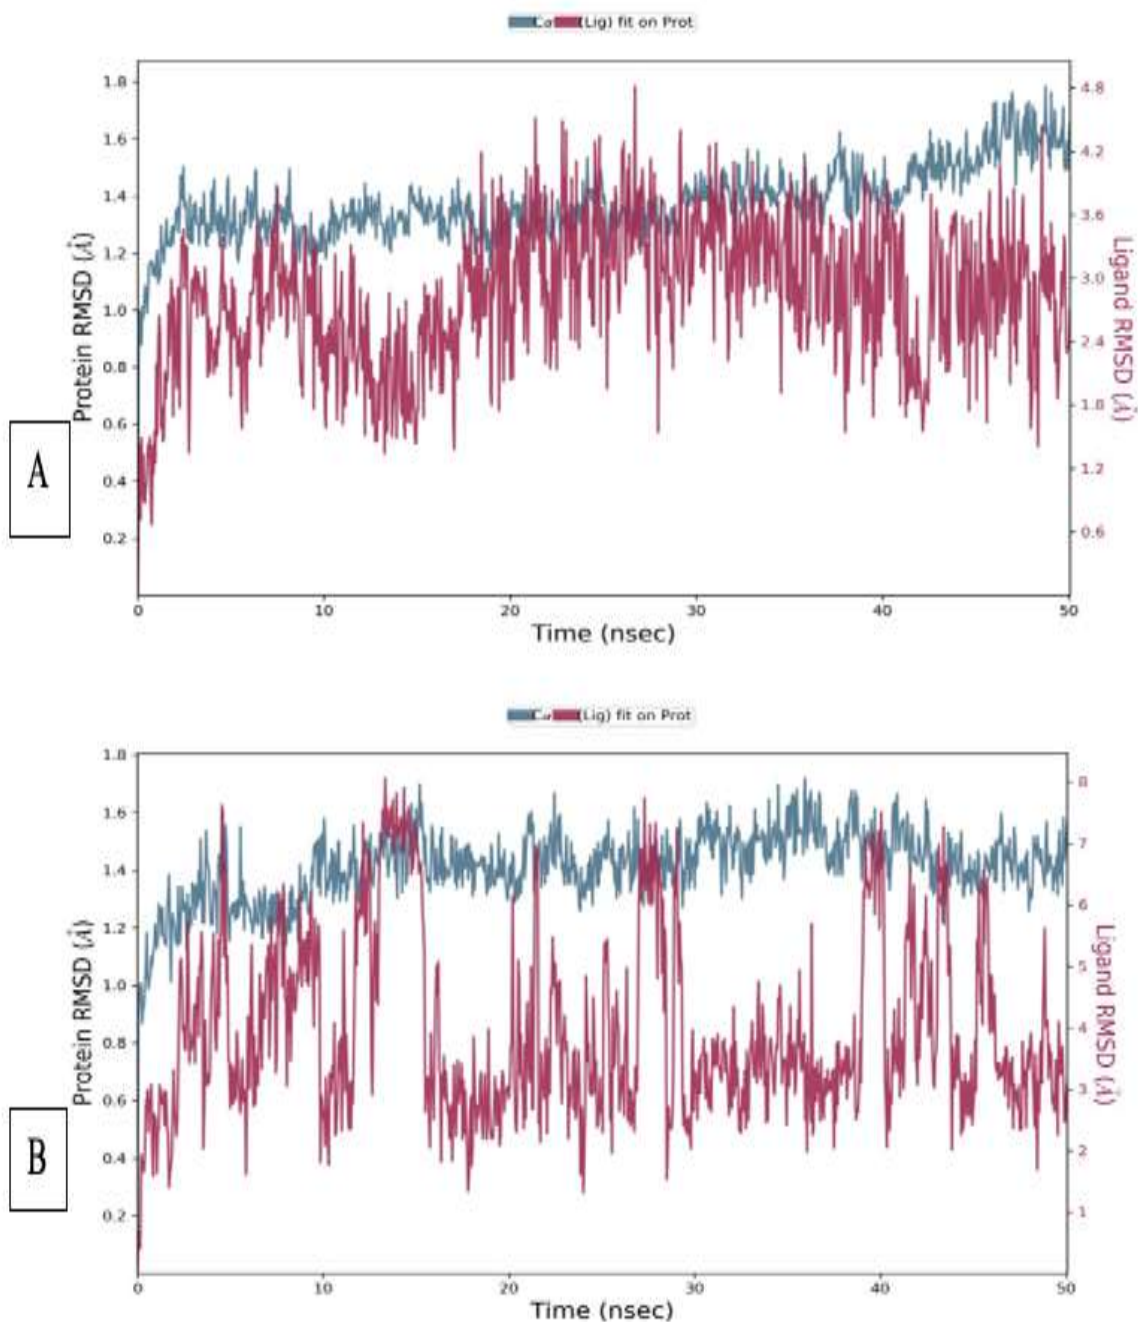 Cα (Lig) fit on Prot
1.8
1.6
1.4
1.2
1.0
0.8
0.6
0.4
0.2
Protein RMSD (Å)
4.8
4.2
3.6
3.0
2.4
1.8
1.2
0.6
Ligand RMSD (Å)
A
0 10 20 30 40 50
Time (nsec)
Cα (Lig) fit on Prot
1.8
1.6
1.4
1.2
1.0
0.8
0.6
0.4
0.2
Protein RMSD (Å)
8
7
6
5
4
3
2
1
Ligand RMSD (Å)
B
0 10 20 30 40 50
Time (nsec)